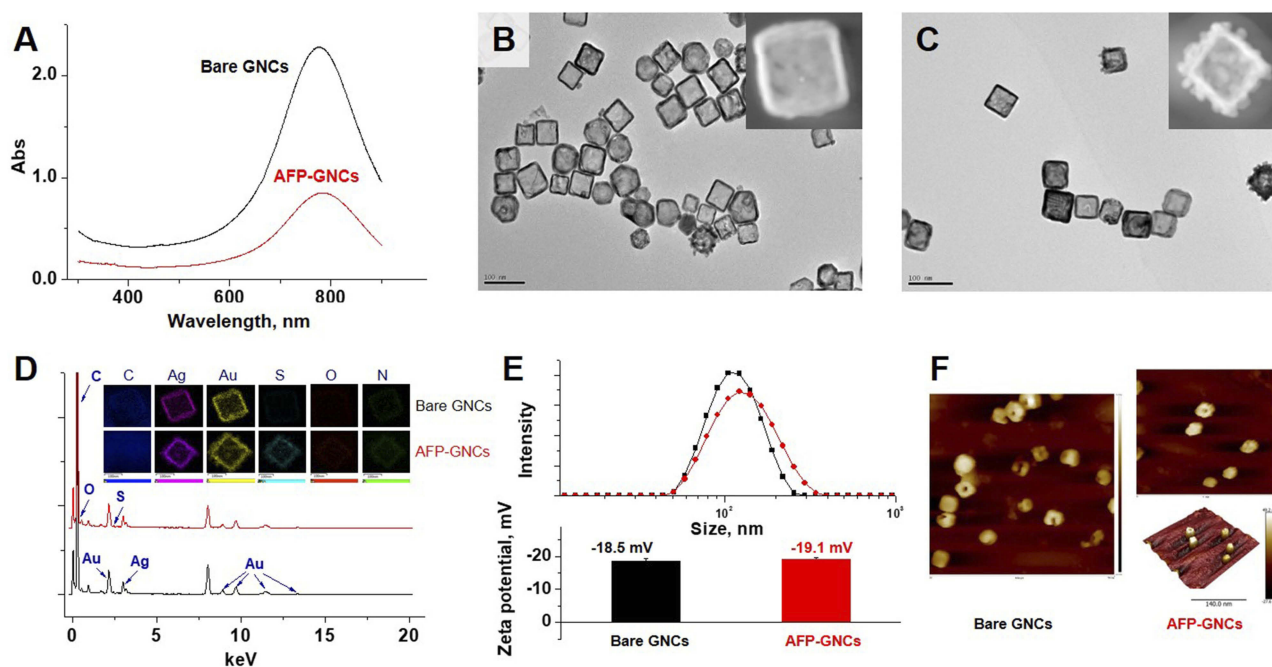 A
2.0
Bare GNCs
Abs
1.0
AFP-GNCs
0.0
400
600
800
Wavelength, nm
B
100 nm
C
100 nm
D
C
C
Ag
Au
S
O
N
Bare GNCs
AFP-GNCs
O
S
Au
Ag
Au
0
5
10
15
20
keV
E
Intensity
10²
10³
Size, nm
Zeta potential, mV
-20
-10
0
-18.5 mV
-19.1 mV
Bare GNCs
AFP-GNCs
F
140.0 nm
Bare GNCs
AFP-GNCs